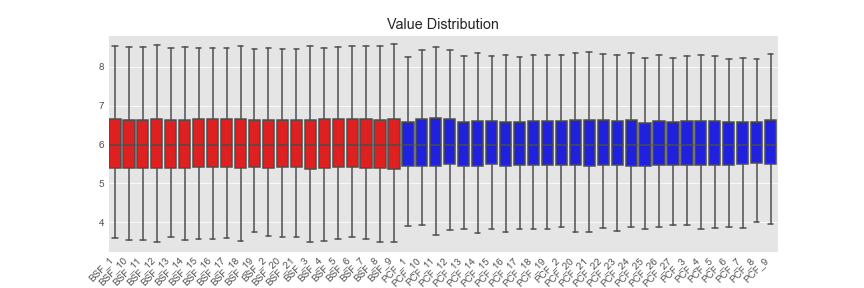 Value Distribution
8
7
6
5
4
BSF_1
BSF_10
BSF_11
BSF_12
BSF_13
BSF_14
BSF_15
BSF_16
BSF_17
BSF_18
BSF_19
BSF_2
BSF_20
BSF_21
BSF_3
BSF_4
BSF_5
BSF_6
BSF_7
BSF_8
BSF_9
PCF_1
PCF_10
PCF_11
PCF_12
PCF_13
PCF_14
PCF_15
PCF_16
PCF_17
PCF_18
PCF_19
PCF_2
PCF_20
PCF_21
PCF_22
PCF_23
PCF_24
PCF_25
PCF_26
PCF_27
PCF_3
PCF_4
PCF_5
PCF_6
PCF_7
PCF_8
PCF_9